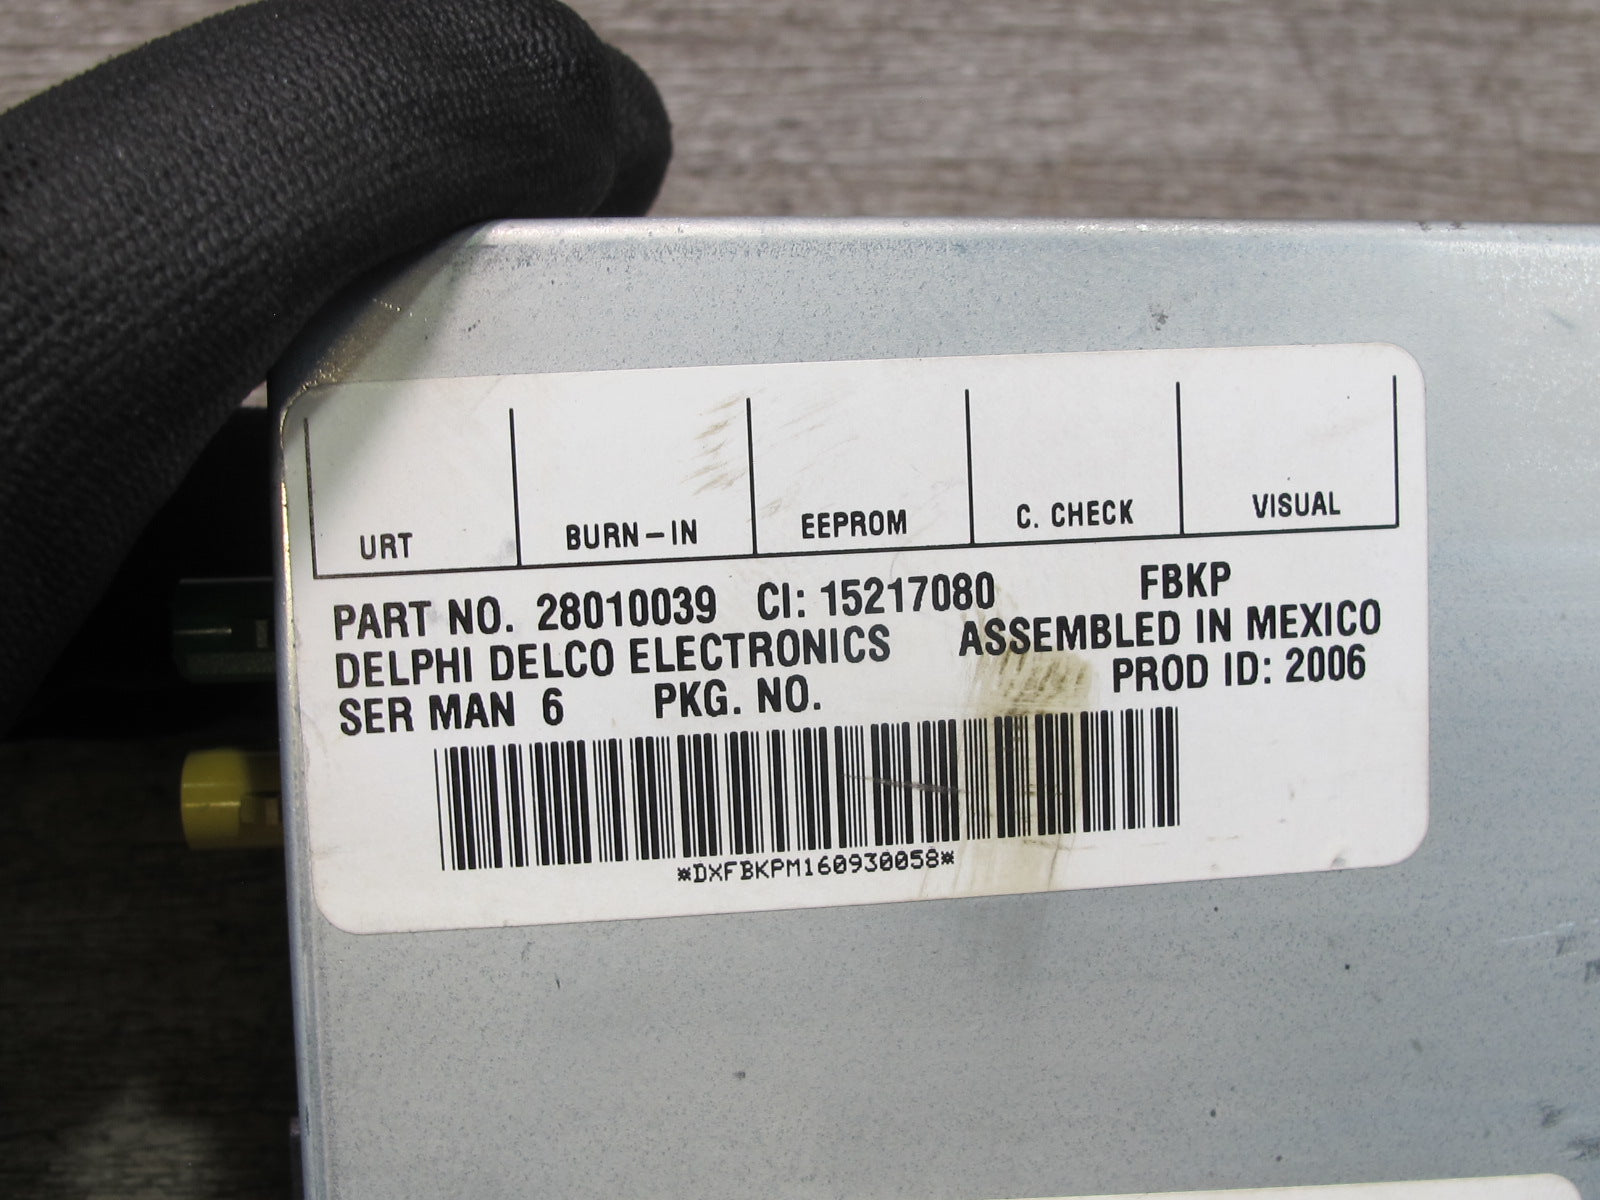 URT BURN-IN EEPROM C. CHECK VISUAL
PART NO. 28010039 CI: 15217080 FBKP
DELPHI DELCO ELECTRONICS ASSEMBLED IN MEXICO
SER MAN 6 PKG. NO. PROD ID: 2006
*DXFBKPM160930058*